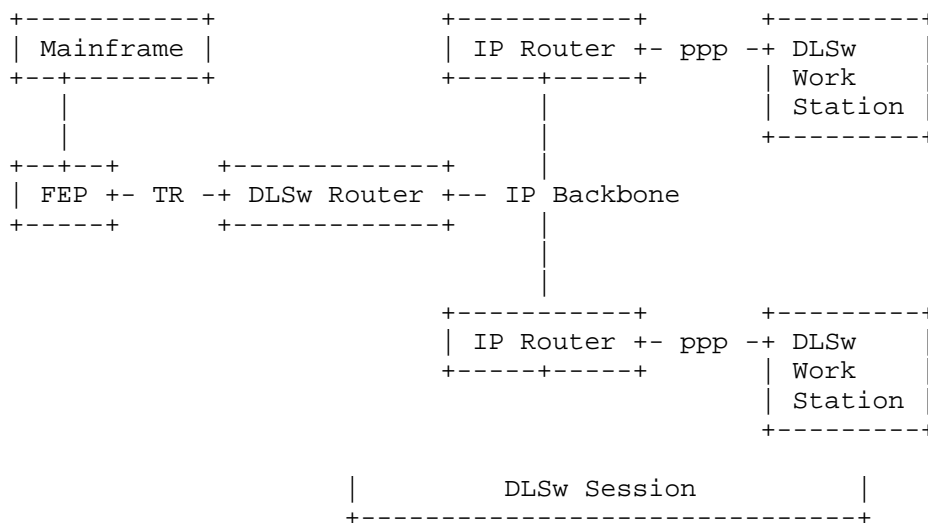 +-----------+ +-----------+ +---------+
| Mainframe | | IP Router +- ppp -+ DLSw |
+--+--------+ +-----+-----+ | Work |
| | | Station |
| | +---------+
+--+--+ +-------------+ |
| FEP +- TR -+ DLSw Router +-- IP Backbone
+-----+ +-------------+ |
|
|
+-----------+ +---------+
| IP Router +- ppp -+ DLSw |
+-----+-----+ | Work |
| Station |
+---------+
| DLSw Session |
+-------------------------------+